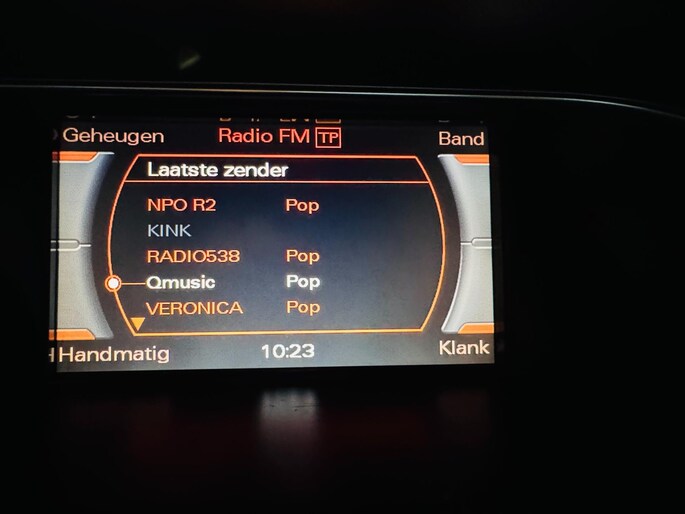 Geheugen Radio FM TP Band
Laatste zender
NPO R2 Pop
KINK
RADIO538 Pop
Qmusic Pop
VERONICA Pop
Handmatig 10:23 Klank